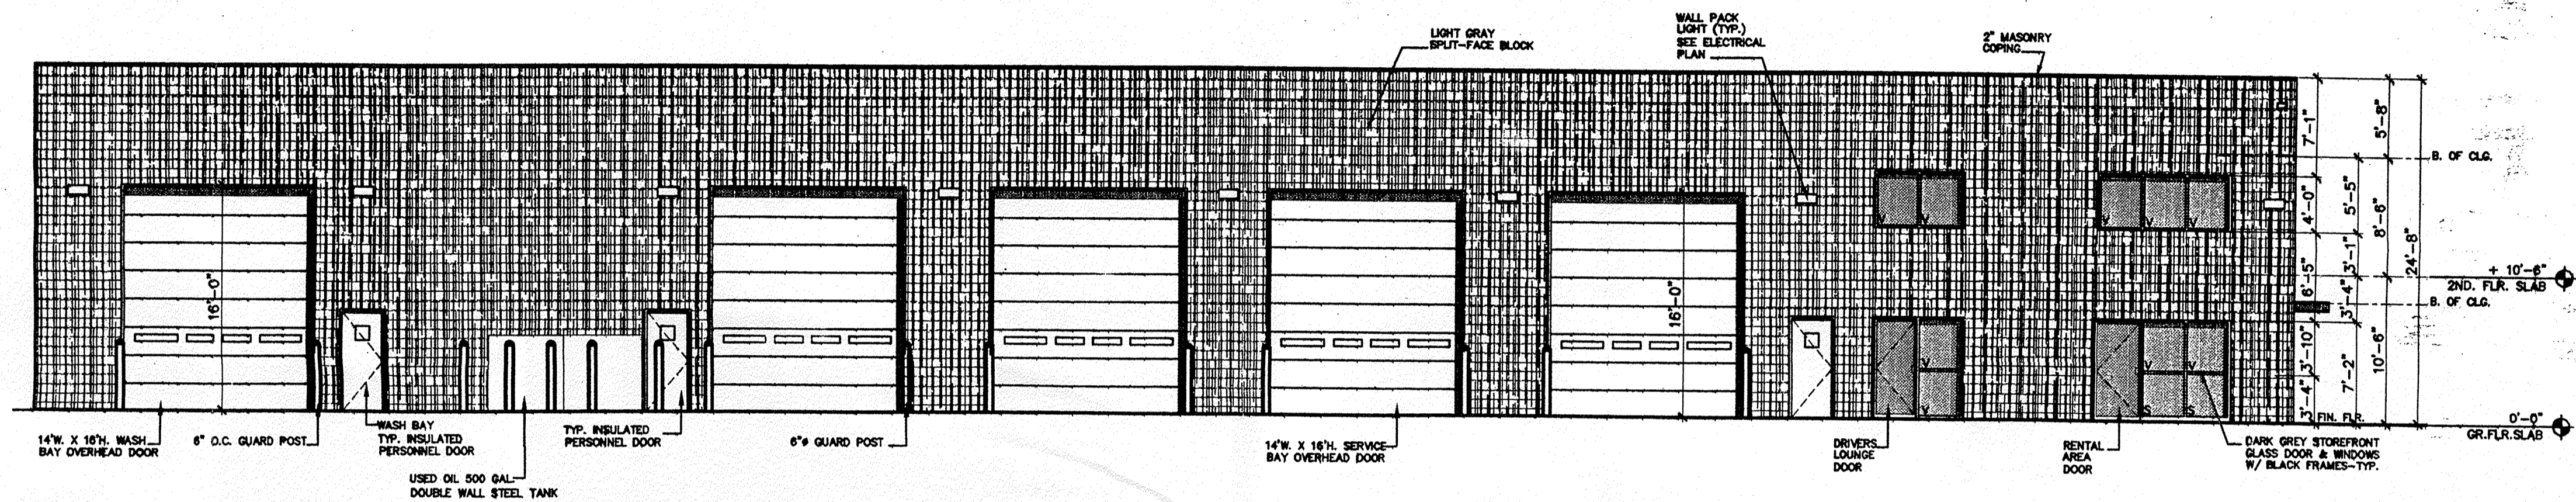 LIGHT GRAY
SPLIT-FACE BLOCK
WALL PACK
LIGHT (TYP.)
SEE ELECTRICAL
PLAN
2" MASONRY
COPING
7'-1"
5'-8"
B. OF CLG.
4'-0"
5'-5"
8'-6"
24'-8"
6'-5"
3'-1"
+ 10'-6"
2ND. FLR. SLAB
3'-4"
B. OF CLG.
3'-10"
7'-2"
10'-6"
3'-4"
FIN. FLR.
0'-0"
GR.FLR.SLAB
16'-0"
16'-0"
V
V
V
V
V
V
V
V
V
S
S
14'W. X 16'H. WASH
BAY OVERHEAD DOOR
6" O.C. GUARD POST
WASH BAY
TYP. INSULATED
PERSONNEL DOOR
USED OIL 500 GAL
DOUBLE WALL STEEL TANK
TYP. INSULATED
PERSONNEL DOOR
6"ø GUARD POST
14'W. X 16'H. SERVICE
BAY OVERHEAD DOOR
DRIVERS
LOUNGE
DOOR
RENTAL
AREA
DOOR
DARK GREY STOREFRONT
GLASS DOOR & WINDOWS
W/ BLACK FRAMES-TYP.